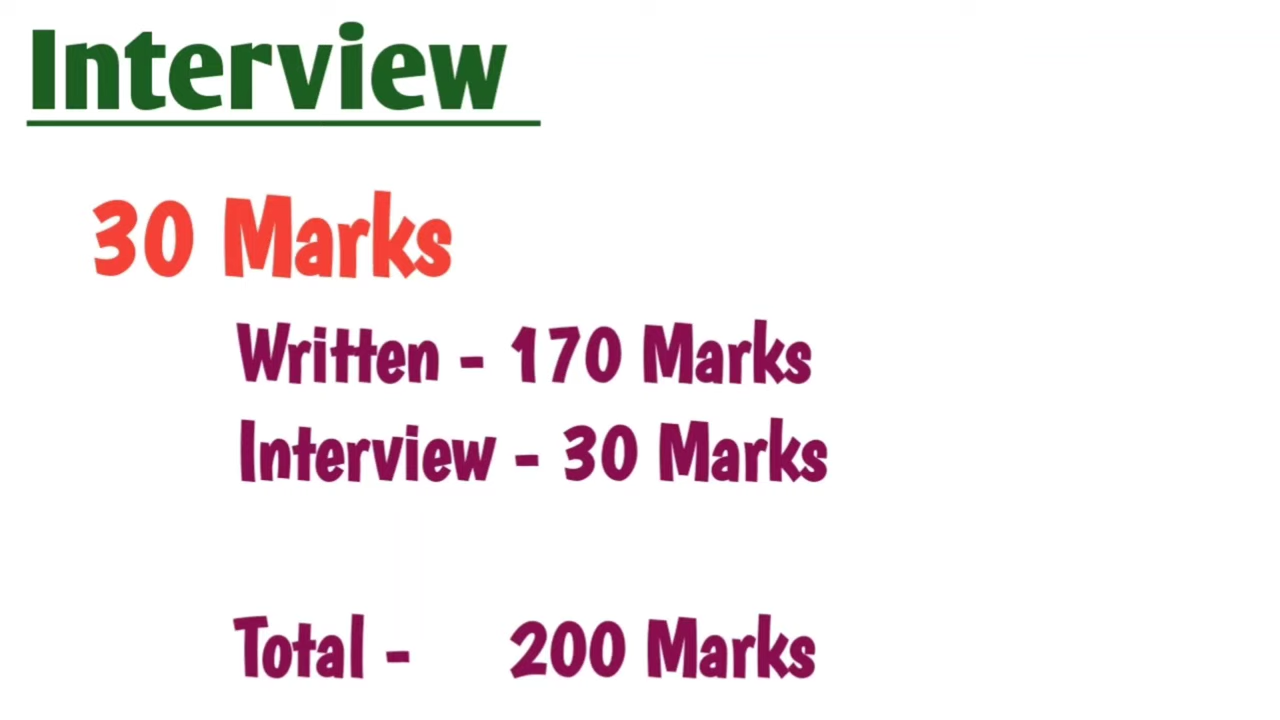 Interview
30 Marks
Written - 170 Marks
Interview - 30 Marks
Total - 200 Marks